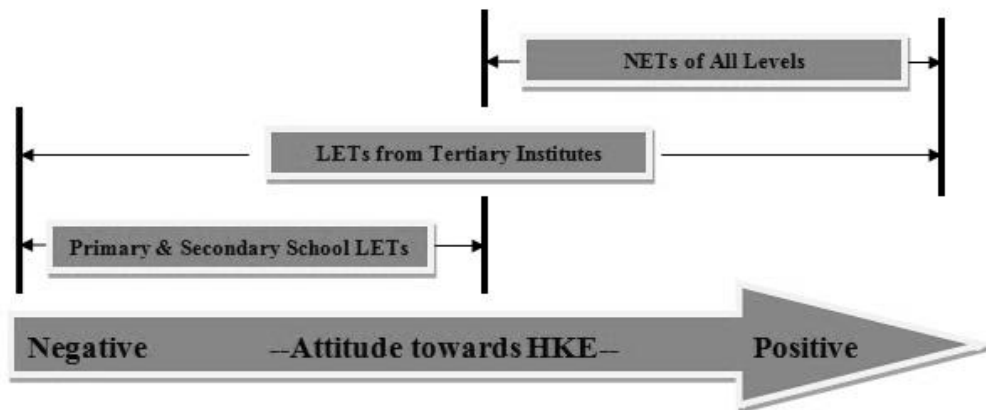 NETs of All Levels
LETs from Tertiary Institutes
Primary & Secondary School LETs
Negative --Attitude towards HKE-- Positive